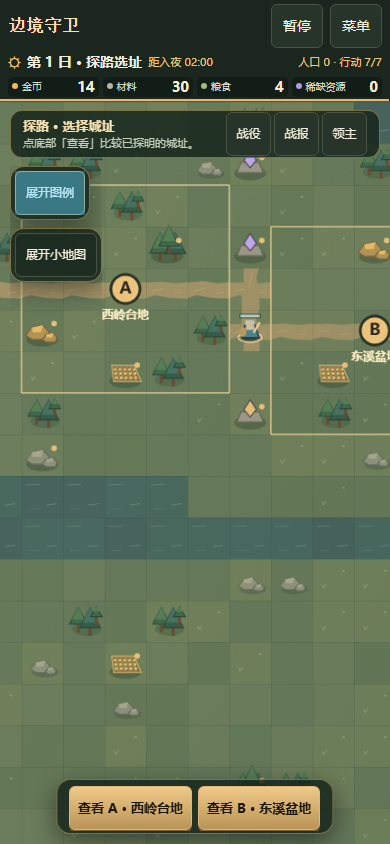 边境守卫
暂停
菜单
第 1 日 • 探路选址 距入夜 02:00
人口 0 · 行动 7/7
金币 14
材料 30
粮食 4
稀缺资源 0
探路 • 选择城址
点底部「查看」比较已探明的城址。
战役
战报
领主
展开图例
展开小地图
A
西岭台地
B
东溪盆
查看 A • 西岭台地
查看 B • 东溪盆地